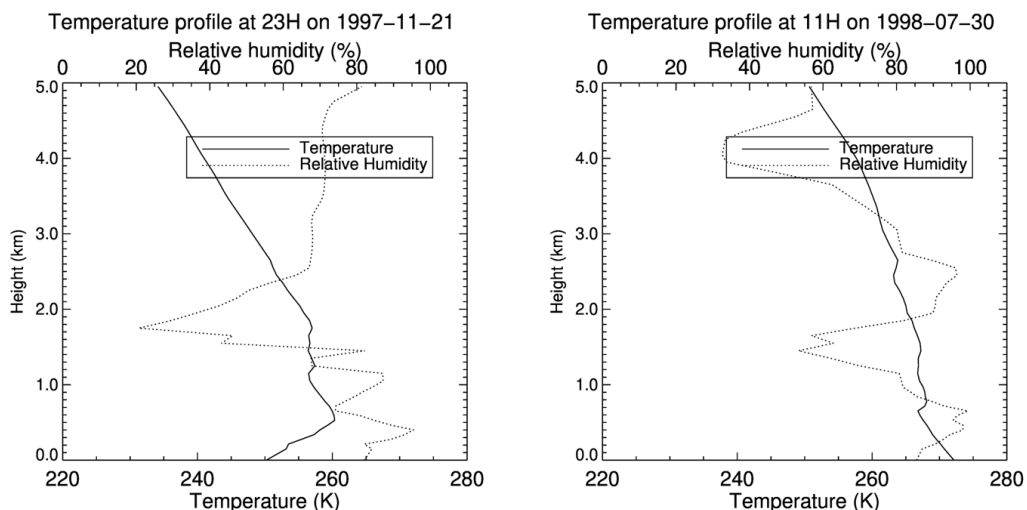 Temperature profile at 23H on 1997−11−21
Relative humidity (%)
0 20 40 60 80 100
5.0
4.0
3.0
2.0
1.0
0.0
Height (km)
Temperature
Relative Humidity
220 240 260 280
Temperature (K)
Temperature profile at 11H on 1998−07−30
Relative humidity (%)
0 20 40 60 80 100
5.0
4.0
3.0
2.0
1.0
0.0
Height (km)
Temperature
Relative Humidity
220 240 260 280
Temperature (K)